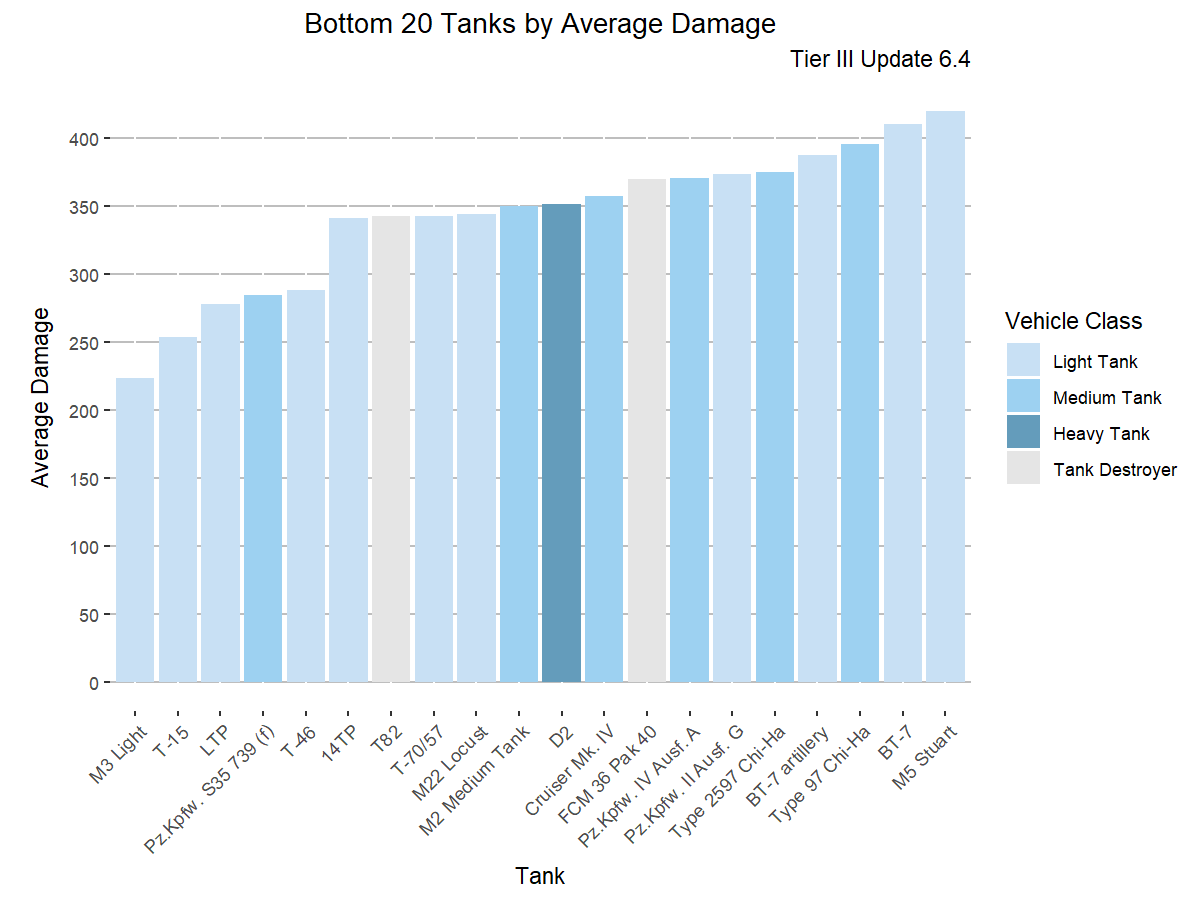 Bottom 20 Tanks by Average Damage
Tier III Update 6.4
Average Damage
400
350
300
250
200
150
100
50
0
M3 Light
T-15
LTP
Pz.Kpfw. S35 739 (f)
T-46
14TP
T82
T-70/57
M22 Locust
M2 Medium Tank
D2
Cruiser Mk. IV
FCM 36 Pak 40
Pz.Kpfw. IV Ausf. A
Pz.Kpfw. II Ausf. G
Type 2597 Chi-Ha
BT-7 artillery
Type 97 Chi-Ha
BT-7
M5 Stuart
Tank
Vehicle Class
Light Tank
Medium Tank
Heavy Tank
Tank Destroyer